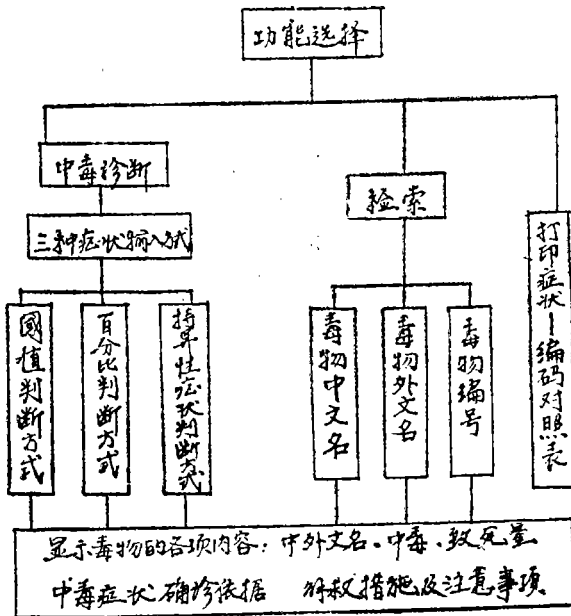 功能选择
中毒诊断
检索
三种症状输入方式
打印症状—编码对照表
阈值判断方式
百分比判断方式
特异性症状判断方式
毒物中文名
毒物外文名
毒物编号
显示毒物的各项内容：中外文名、中毒、致死量
中毒症状 确诊依据 解救措施及注意事项